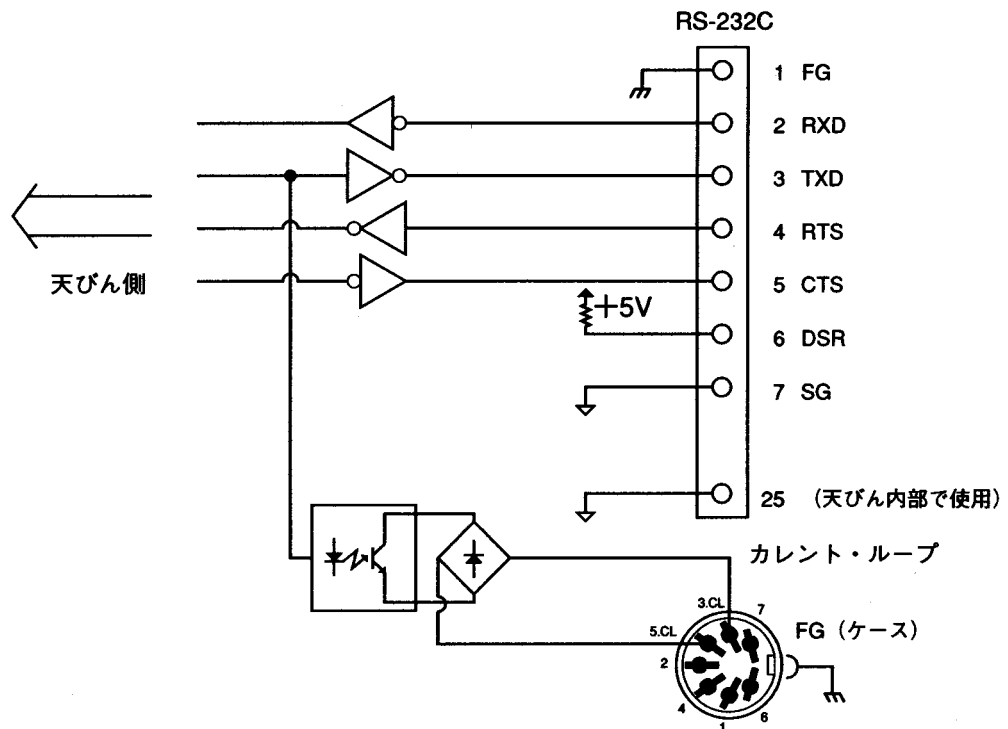 RS-232C
1 FG
2 RXD
3 TXD
4 RTS
5 CTS
+5V
6 DSR
7 SG
25 (天びん内部で使用)
天びん側
カレント・ループ
3.CL
7
5.CL
FG (ケース)
2
4
1
6